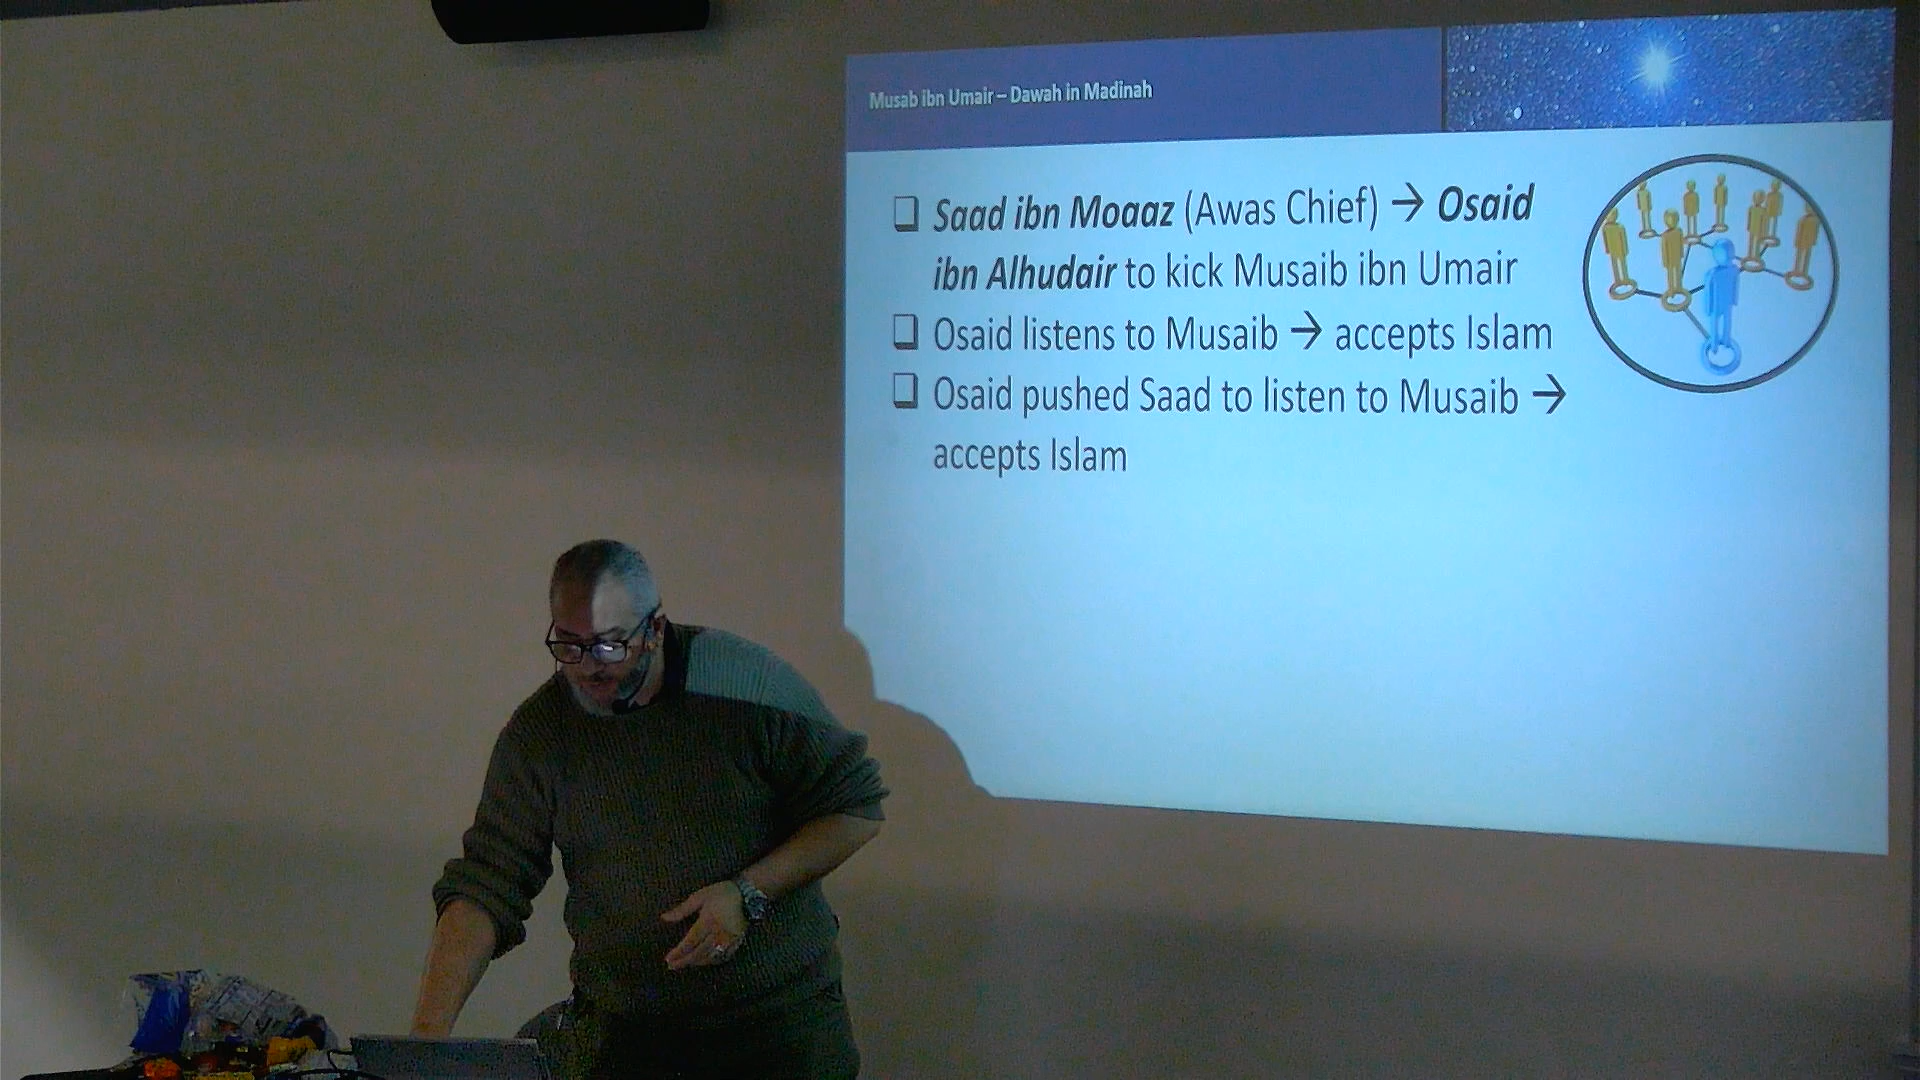 Musab ibn Umair – Dawah in Madinah
Saad ibn Moaaz (Awas Chief) → Osaid
ibn Alhudair to kick Musaib ibn Umair
Osaid listens to Musaib → accepts Islam
Osaid pushed Saad to listen to Musaib →
accepts Islam